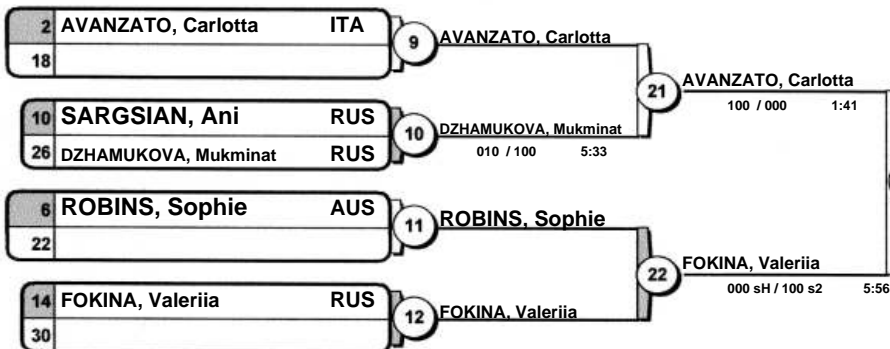 2 AVANZATO, Carlotta ITA
18
9
AVANZATO, Carlotta
10 SARGSIAN, Ani RUS
26 DZHAMUKOVA, Mukminat RUS
10
DZHAMUKOVA, Mukminat
010 / 100 5:33
21
AVANZATO, Carlotta
100 / 000 1:41
6 ROBINS, Sophie AUS
22
11
ROBINS, Sophie
14 FOKINA, Valeriia RUS
30
12
FOKINA, Valeriia
22
FOKINA, Valeriia
000 sH / 100 s2 5:56